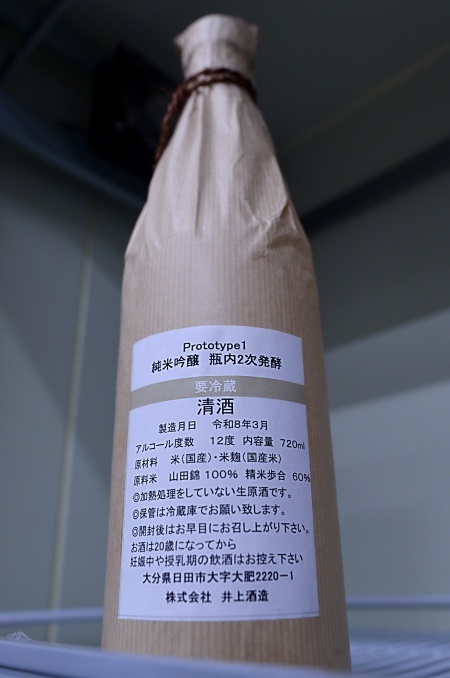 Prototype1
純米吟醸 瓶内2次発酵
要冷蔵
清酒
製造月日 令和8年3月
アルコール度数 12度 内容量 720ml
原材料 米(国産)・米麹(国産米)
原料米 山田錦 100% 精米歩合 60%
◎加熱処理をしていない生原酒です。
◎保管は冷蔵庫でお願い致します。
◎開封後はお早目にお召し上がり下さい。
お酒は20歳になってから
妊娠中や授乳期の飲酒はお控え下さい
大分県日田市大字大肥2220-1
株式会社 井上酒造